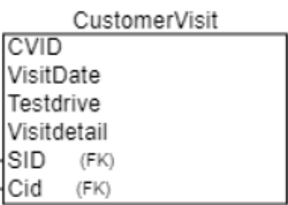 CustomerVisit
CVID
VisitDate
Testdrive
Visitdetail
SID (FK)
Cid (FK)